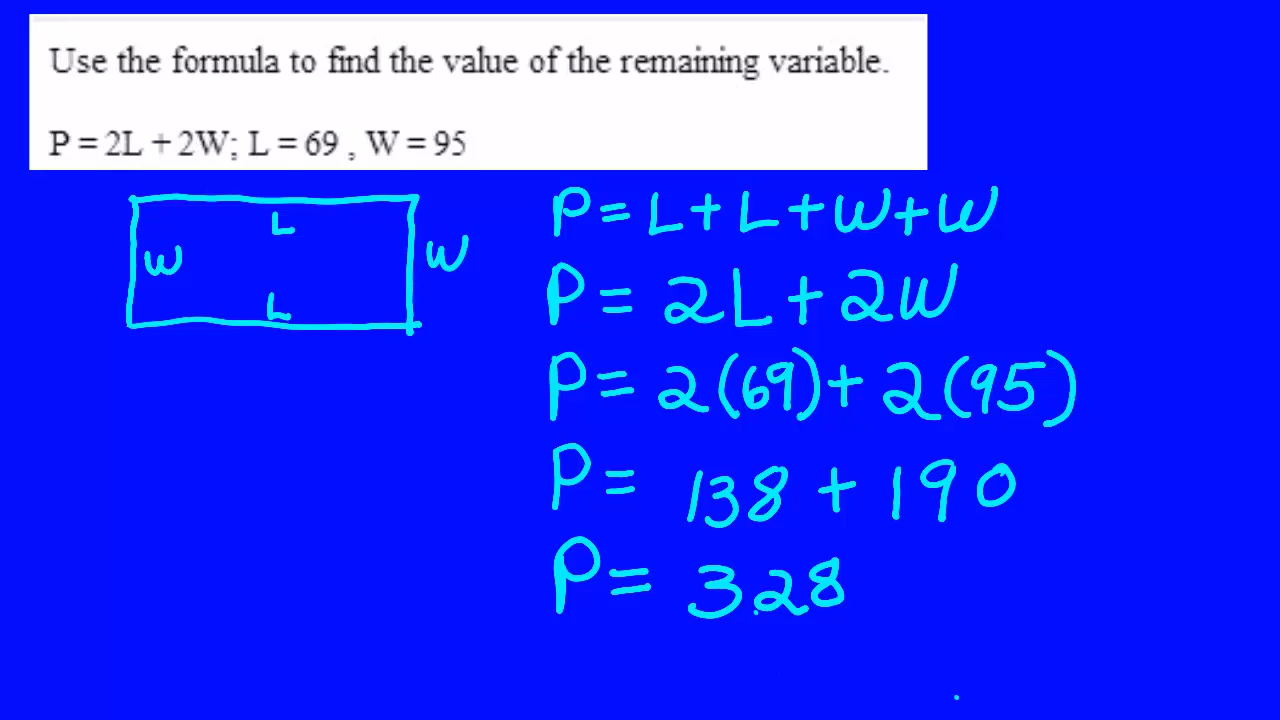 Use the formula to find the value of the remaining variable.
P = 2L + 2W; L = 69 , W = 95
L
W
W
L
P = L + L + W + W
P = 2L + 2W
P = 2(69) + 2(95)
P = 138 + 190
P = 328